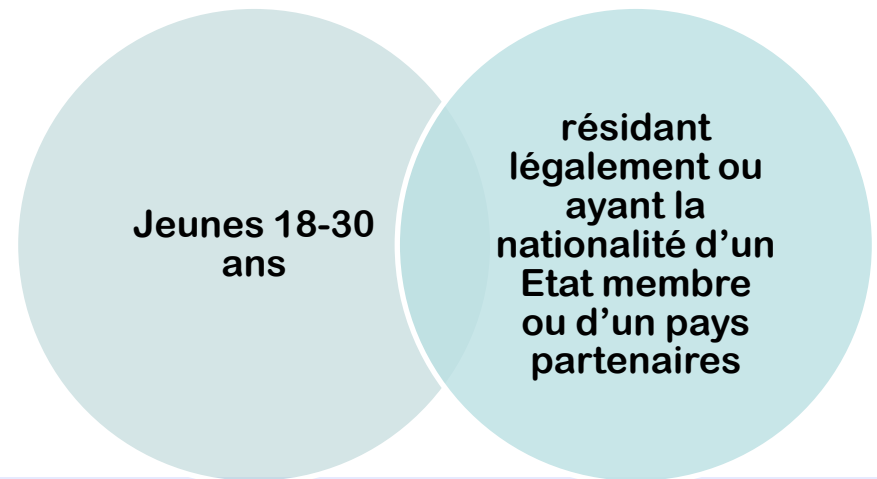 Jeunes 18-30
ans
résidant
légalement ou
ayant la
nationalité d’un
Etat membre
ou d’un pays
partenaires